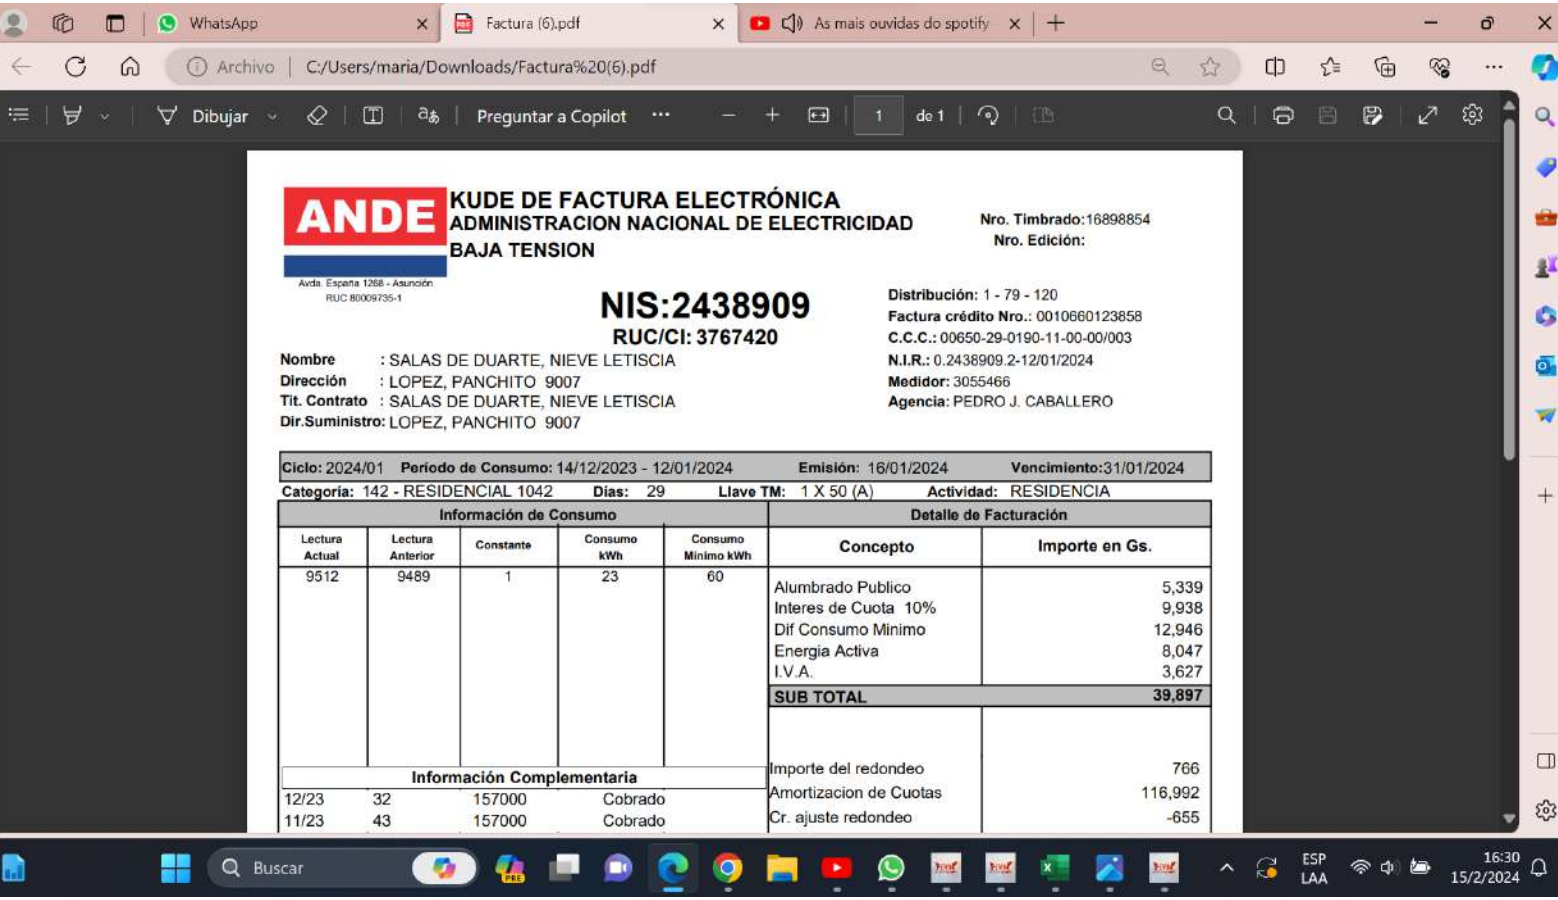 WhatsApp
Factura (6).pdf
As mais ouvidas do spotify
Archivo
C:/Users/maria/Downloads/Factura%20(6).pdf
Dibujar
Preguntar a Copilot
1
de 1
ANDE
KUDE DE FACTURA ELECTRÓNICA
ADMINISTRACION NACIONAL DE ELECTRICIDAD
BAJA TENSION
Nro. Timbrado:16898854
Nro. Edición:
Avda. España 1268 - Asunción
RUC 80009735-1
NIS:2438909
RUC/CI: 3767420
Distribución: 1 - 79 - 120
Factura crédito Nro.: 0010660123858
C.C.C.: 00650-29-0190-11-00-00/003
N.I.R.: 0.2438909.2-12/01/2024
Medidor: 3055466
Agencia: PEDRO J. CABALLERO
Nombre : SALAS DE DUARTE, NIEVE LETISCIA
Dirección : LOPEZ, PANCHITO 9007
Tit. Contrato : SALAS DE DUARTE, NIEVE LETISCIA
Dir.Suministro: LOPEZ, PANCHITO 9007
Ciclo: 2024/01 Periodo de Consumo: 14/12/2023 - 12/01/2024 Emisión: 16/01/2024 Vencimiento:31/01/2024
Categoría: 142 - RESIDENCIAL 1042 Dias: 29 Llave TM: 1 X 50 (A) Actividad: RESIDENCIA
Información de Consumo
Lectura Actual
Lectura Anterior
Constante
Consumo kWh
Consumo Minimo kWh
9512 9489 1 23 60
Detalle de Facturación
Concepto Importe en Gs.
Alumbrado Publico 5,339
Interes de Cuota 10% 9,938
Dif Consumo Minimo 12,946
Energia Activa 8,047
I.V.A. 3,627
SUB TOTAL 39,897
Importe del redondeo 766
Amortizacion de Cuotas 116,992
Cr. ajuste redondeo -655
Información Complementaria
12/23 32 157000 Cobrado
11/23 43 157000 Cobrado
Buscar
PRE
ESP
LAA
16:30
15/2/2024